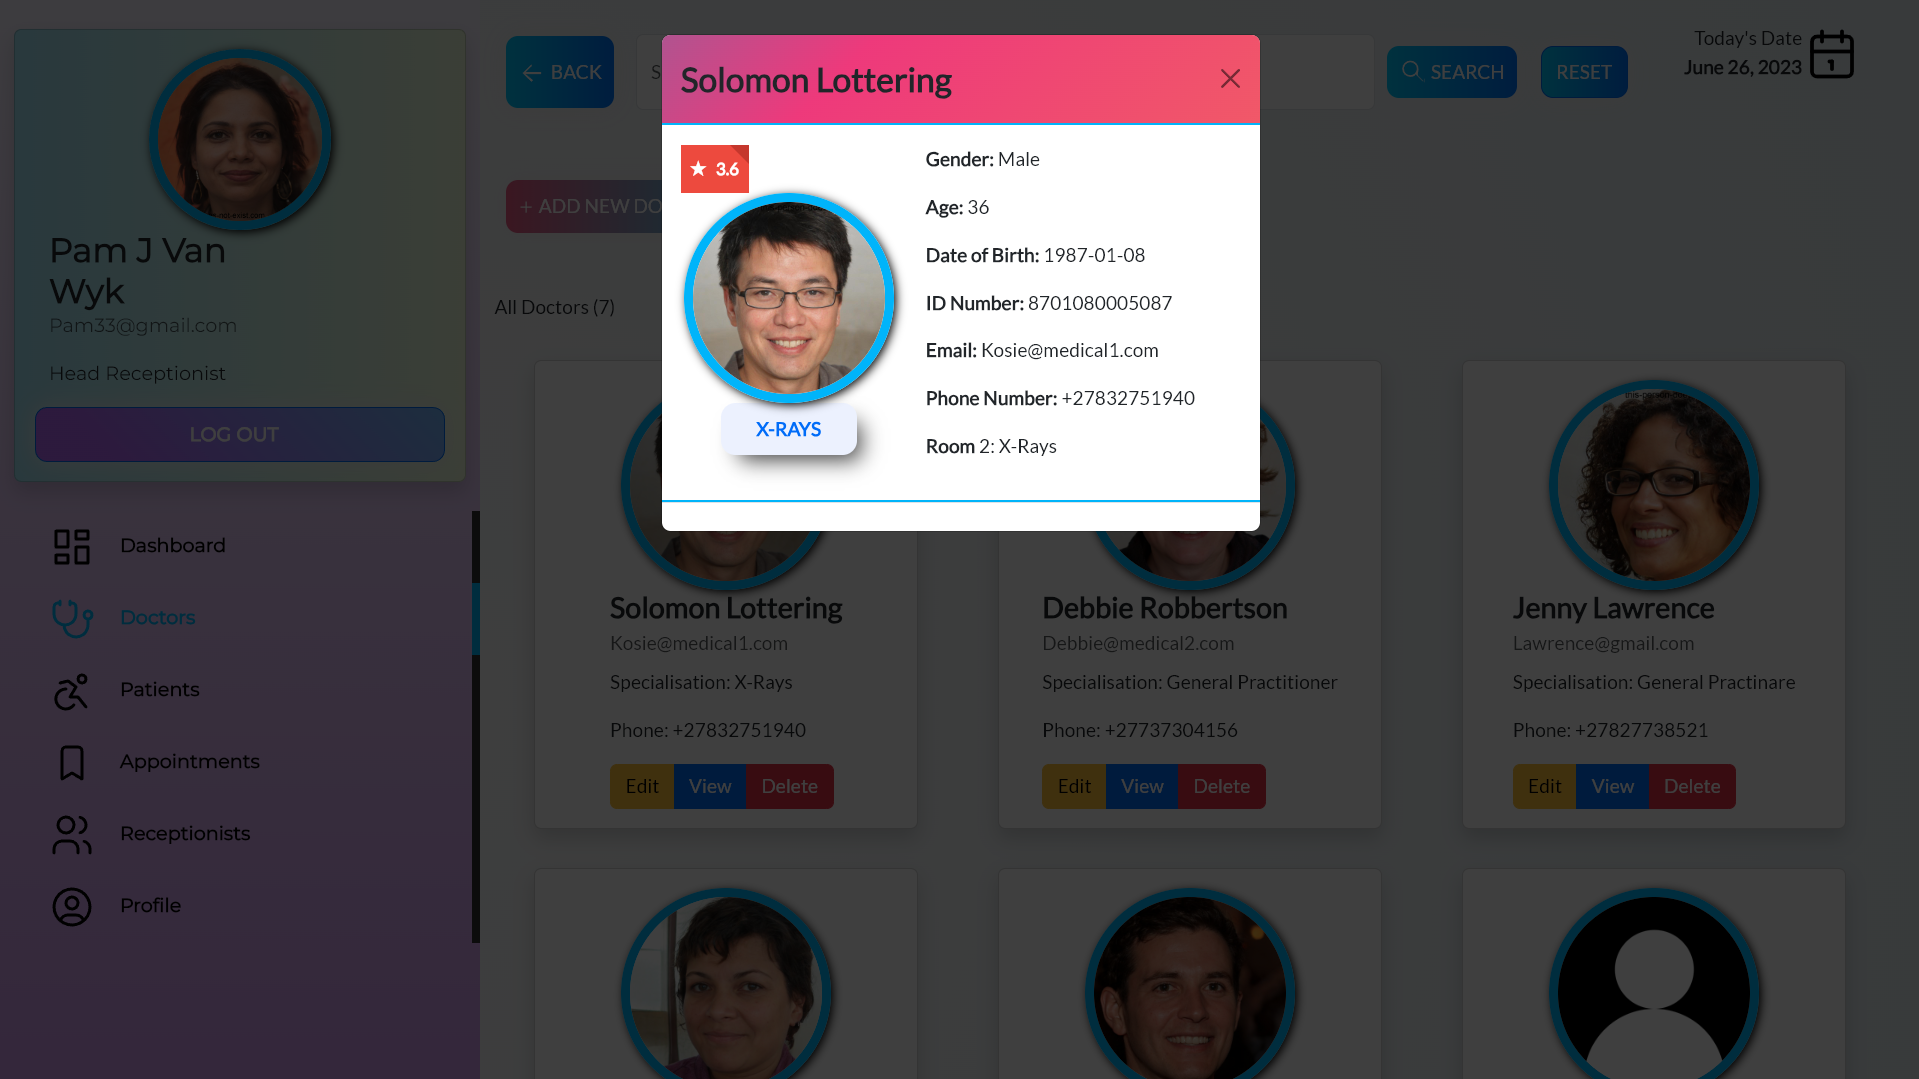 Pam J Van
Wyk
Pam33@gmail.com
Head Receptionist
LOG OUT
Dashboard
Doctors
Patients
Appointments
Receptionists
Profile
BACK
S
SEARCH
RESET
Today's Date
June 26, 2023
1
+ ADD NEW DO
All Doctors (7)
Solomon Lottering
3.6
X-RAYS
Gender: Male
Age: 36
Date of Birth: 1987-01-08
ID Number: 8701080005087
Email: Kosie@medical1.com
Phone Number: +27832751940
Room 2: X-Rays
Solomon Lottering
Kosie@medical1.com
Specialisation: X-Rays
Phone: +27832751940
Edit View Delete
Debbie Robbertson
Debbie@medical2.com
Specialisation: General Practitioner
Phone: +27737304156
Edit View Delete
Jenny Lawrence
Lawrence@gmail.com
Specialisation: General Practinare
Phone: +27827738521
Edit View Delete